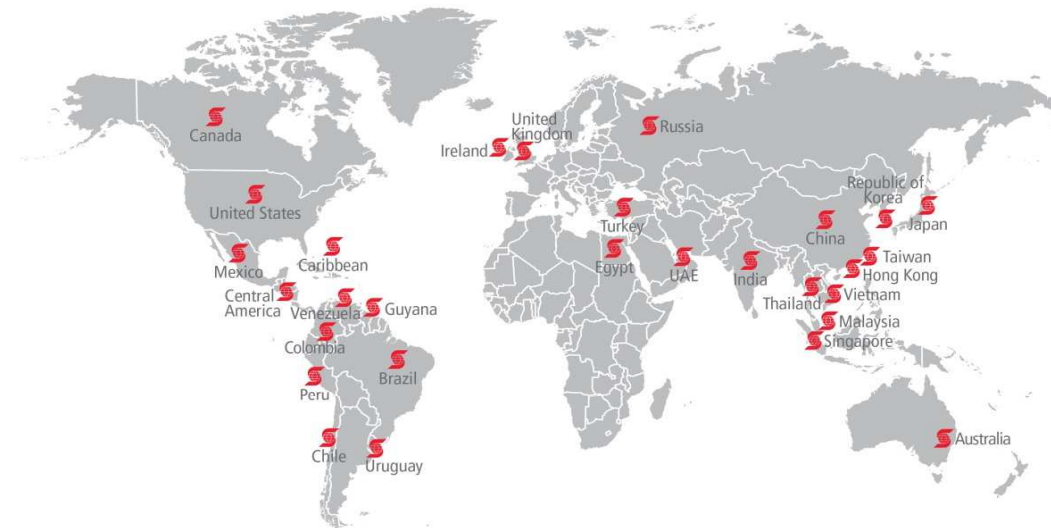 Canada
United States
Mexico
Caribbean
Central
America
Venezuela
Guyana
Colombia
Brazil
Peru
Chile
Uruguay
United
Kingdom
Ireland
Russia
Turkey
Egypt
UAE
India
China
Republic of
Korea
Japan
Taiwan
Hong Kong
Thailand
Vietnam
Malaysia
Singapore
Australia